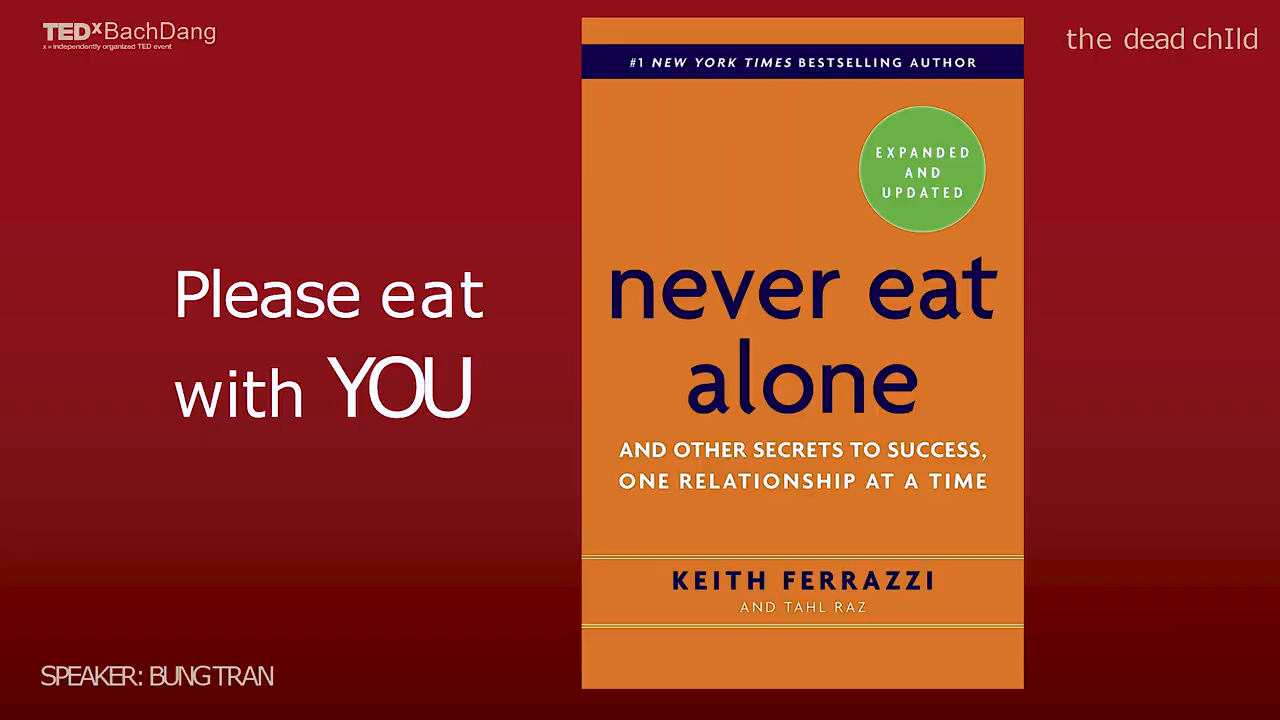 TEDxBachDang
x = independently organized TED event
the dead chIld
Please eat
with YOU
#1 NEW YORK TIMES BESTSELLING AUTHOR
EXPANDED
AND
UPDATED
never eat
alone
AND OTHER SECRETS TO SUCCESS,
ONE RELATIONSHIP AT A TIME
KEITH FERRAZZI
AND TAHL RAZ
SPEAKER: BUNG TRAN